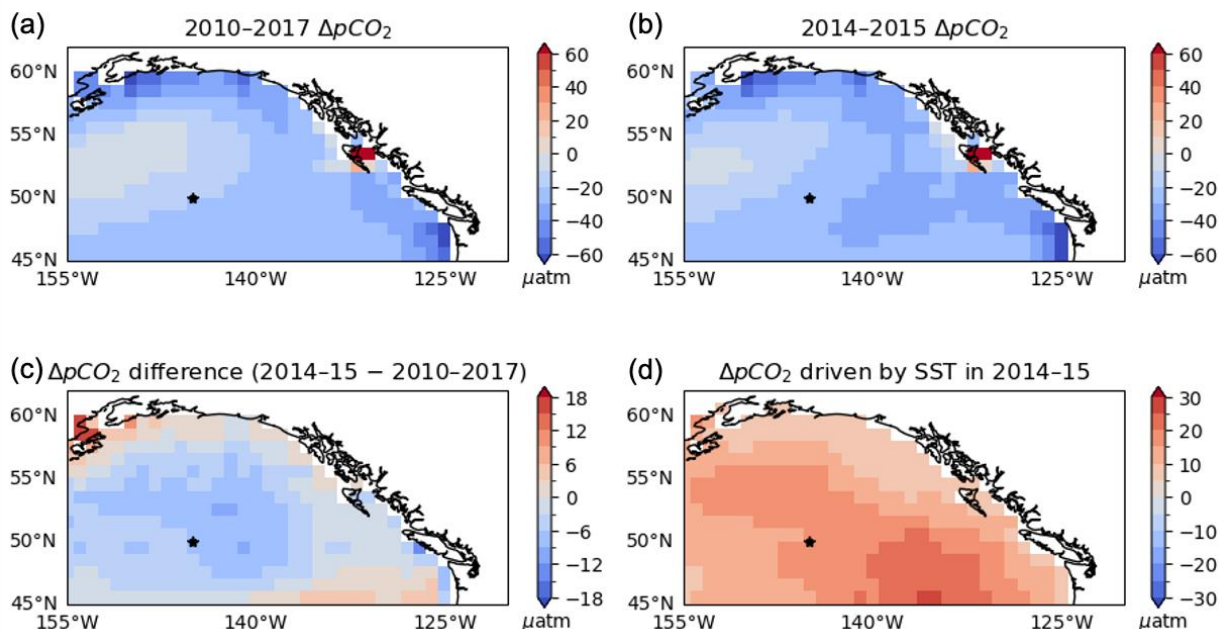 (a) 2010–2017 ΔpCO₂
60°N
55°N
50°N
45°N
155°W 140°W 125°W
60
40
20
0
−20
−40
−60
μatm
(b) 2014–2015 ΔpCO₂
60°N
55°N
50°N
45°N
155°W 140°W 125°W
60
40
20
0
−20
−40
−60
μatm
(c) ΔpCO₂ difference (2014–15 − 2010–2017)
60°N
55°N
50°N
45°N
155°W 140°W 125°W
18
12
6
0
−6
−12
−18
μatm
(d) ΔpCO₂ driven by SST in 2014–15
60°N
55°N
50°N
45°N
155°W 140°W 125°W
30
20
10
0
−10
−20
−30
μatm